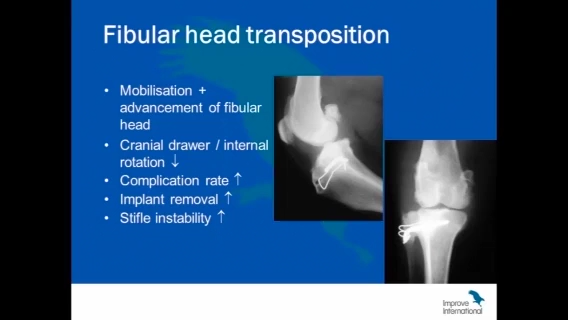 Fibular head transposition
• Mobilisation +
advancement of fibular
head
• Cranial drawer / internal
rotation ↓
• Complication rate ↑
• Implant removal ↑
• Stifle instability ↑
Improve
International